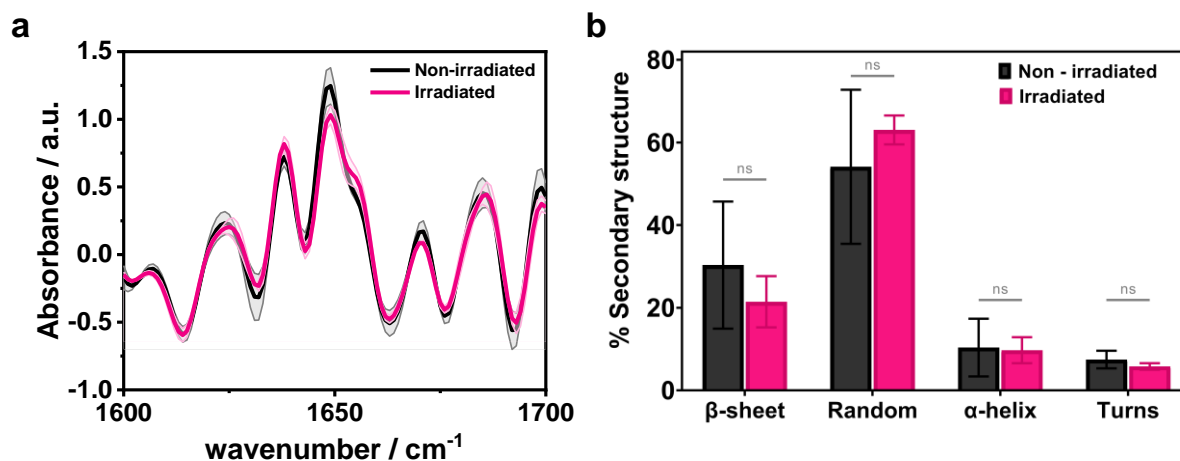 a
Absorbance / a.u.
1.5
1.0
0.5
0.0
-0.5
-1.0
Non-irradiated
Irradiated
1600
1650
1700
wavenumber / cm⁻¹
b
% Secondary structure
80
60
40
20
0
Non - irradiated
Irradiated
ns
ns
ns
ns
β-sheet
Random
α-helix
Turns